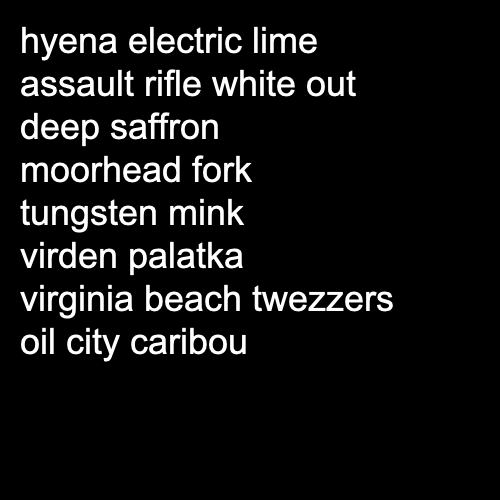 hyena electric lime
assault rifle white out
deep saffron
moorhead fork
tungsten mink
virden palatka
virginia beach twezzers
oil city caribou